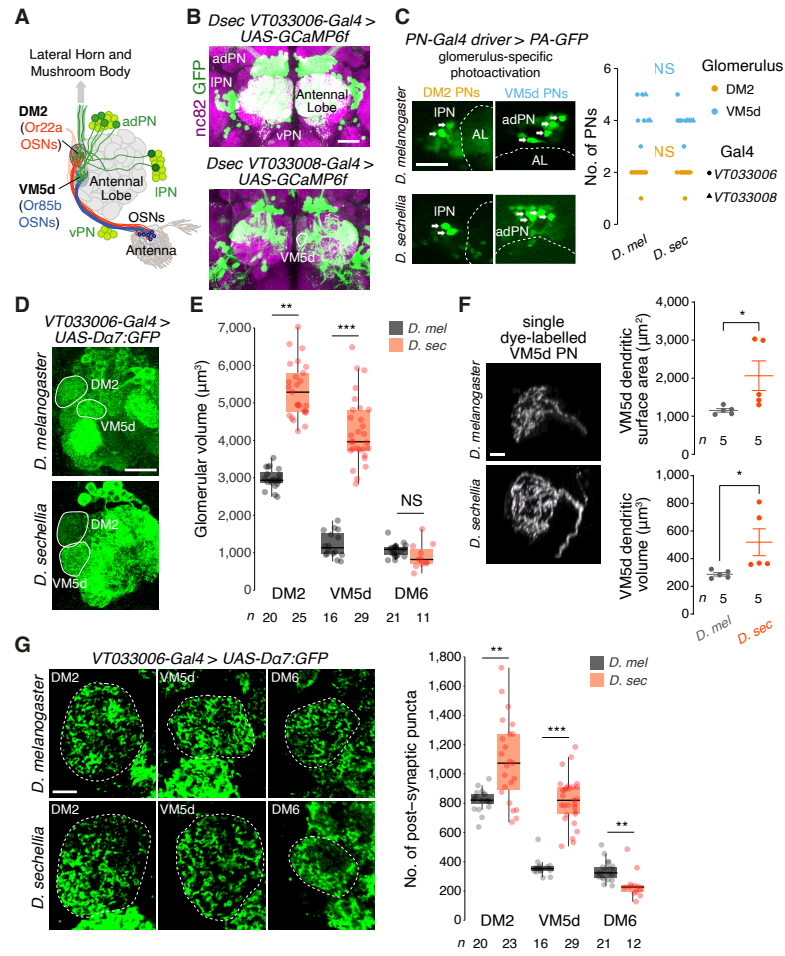 A
Lateral Horn and
Mushroom Body
DM2
(Or22a
OSNs)
adPN
VM5d
(Or85b
OSNs)
Antennal
Lobe
lPN
vPN
OSNs
Antenna
B
Dsec VT033006-Gal4 >
UAS-GCaMP6f
nc82 GFP
adPN
lPN
Antennal
Lobe
vPN
Dsec VT033008-Gal4 >
UAS-GCaMP6f
VM5d
C
PN-Gal4 driver > PA-GFP
glomerulus-specific
photoactivation
DM2 PNs
VM5d PNs
D. melanogaster
lPN
AL
adPN
AL
D. sechellia
lPN
adPN
No. of PNs
6
4
2
0
NS
NS
D. mel
D. sec
Glomerulus
DM2
VM5d
Gal4
VT033006
VT033008
D
VT033006-Gal4 >
UAS-Dα7:GFP
D. melanogaster
DM2
VM5d
D. sechellia
DM2
VM5d
E
Glomerular volume (μm³)
7,000
6,000
5,000
4,000
3,000
2,000
1,000
0
**
***
NS
D. mel
D. sec
DM2
VM5d
DM6
n 20 25 16 29 21 11
F
single
dye-labelled
VM5d PN
D. melanogaster
D. sechellia
VM5d dendritic
surface area (μm²)
4,000
3,000
2,000
1,000
0
*
n 5 5
VM5d dendritic
volume (μm³)
1,000
800
600
400
200
0
*
n 5 5
D. mel
D. sec
G
VT033006-Gal4 > UAS-Dα7:GFP
D. melanogaster
DM2
VM5d
DM6
D. sechellia
DM2
VM5d
DM6
No. of post–synaptic puncta
1,800
1,600
1,400
1,200
1,000
800
600
400
200
0
**
***
**
D. mel
D. sec
DM2
VM5d
DM6
n 20 23 16 29 21 12